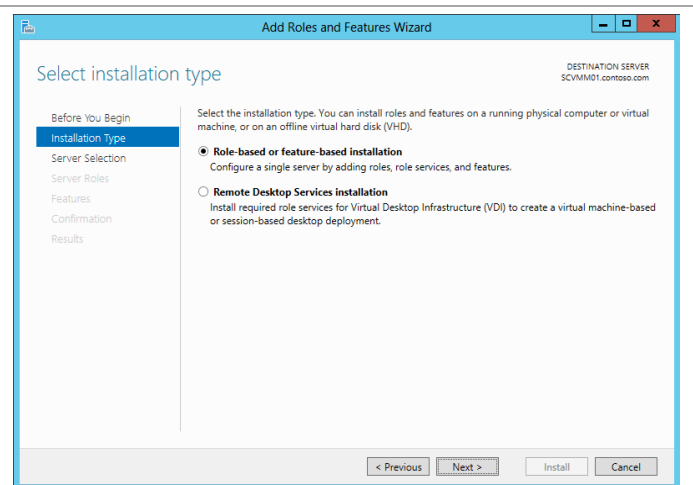 Add Roles and Features Wizard
Select installation type
DESTINATION SERVER
SCVMM01.contoso.com
Before You Begin
Installation Type
Server Selection
Server Roles
Features
Confirmation
Results
Select the installation type. You can install roles and features on a running physical computer or virtual
machine, or on an offline virtual hard disk (VHD).
Role-based or feature-based installation
Configure a single server by adding roles, role services, and features.
Remote Desktop Services installation
Install required role services for Virtual Desktop Infrastructure (VDI) to create a virtual machine-based
or session-based desktop deployment.
< Previous Next > Install Cancel